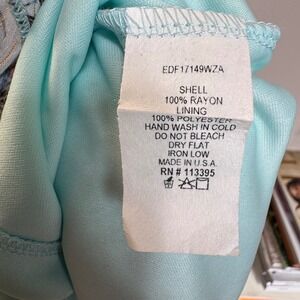 EDF17149WZA
SHELL
100% RAYON
LINING
100% POLYESTER
HAND WASH IN COLD
DO NOT BLEACH
DRY FLAT
IRON LOW
MADE IN U.S.A.
RN # 113395